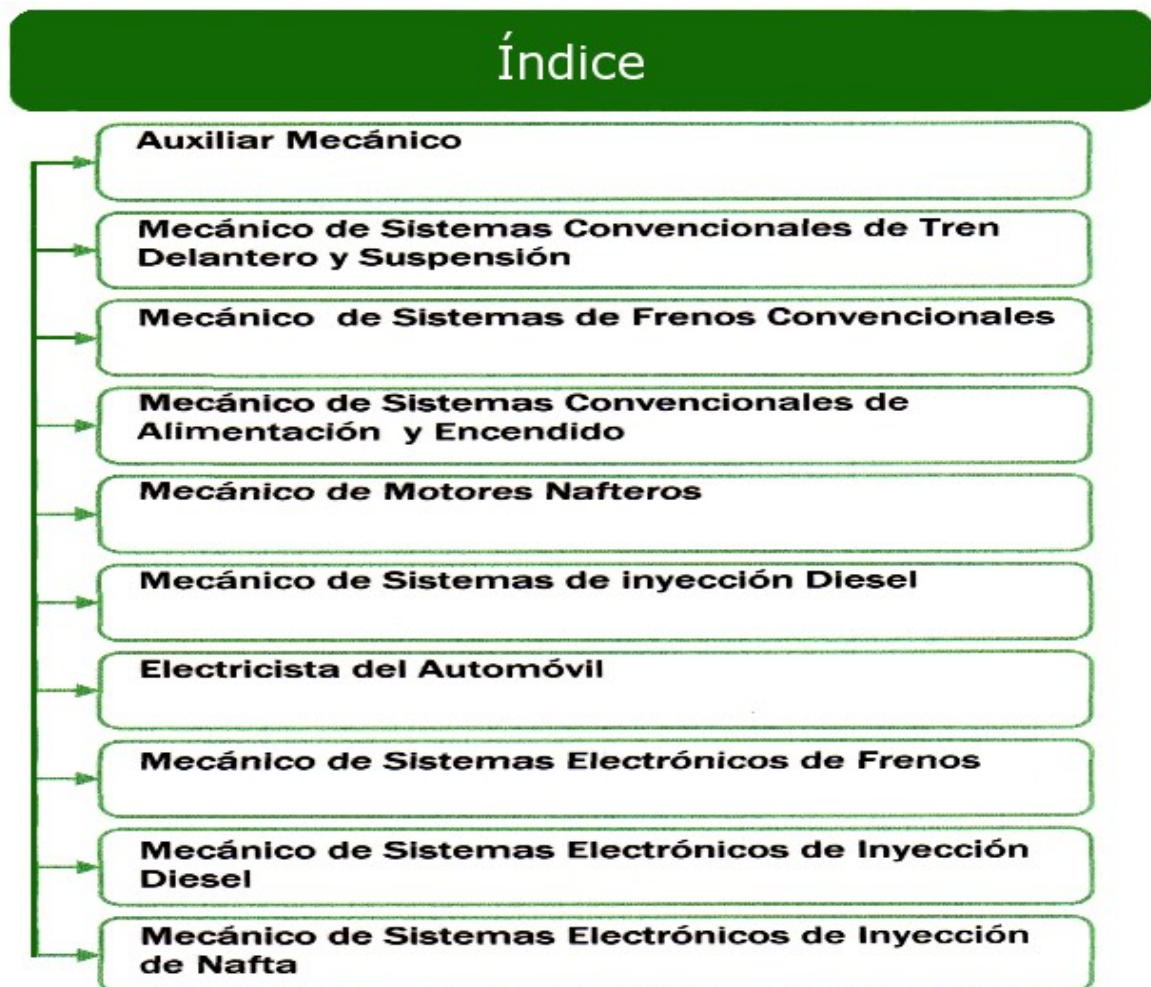 Índice
Auxiliar Mecánico
Mecánico de Sistemas Convencionales de Tren
Delantero y Suspensión
Mecánico de Sistemas de Frenos Convencionales
Mecánico de Sistemas Convencionales de
Alimentación y Encendido
Mecánico de Motores Nafteros
Mecánico de Sistemas de inyección Diesel
Electricista del Automóvil
Mecánico de Sistemas Electrónicos de Frenos
Mecánico de Sistemas Electrónicos de Inyección
Diesel
Mecánico de Sistemas Electrónicos de Inyección
de Nafta